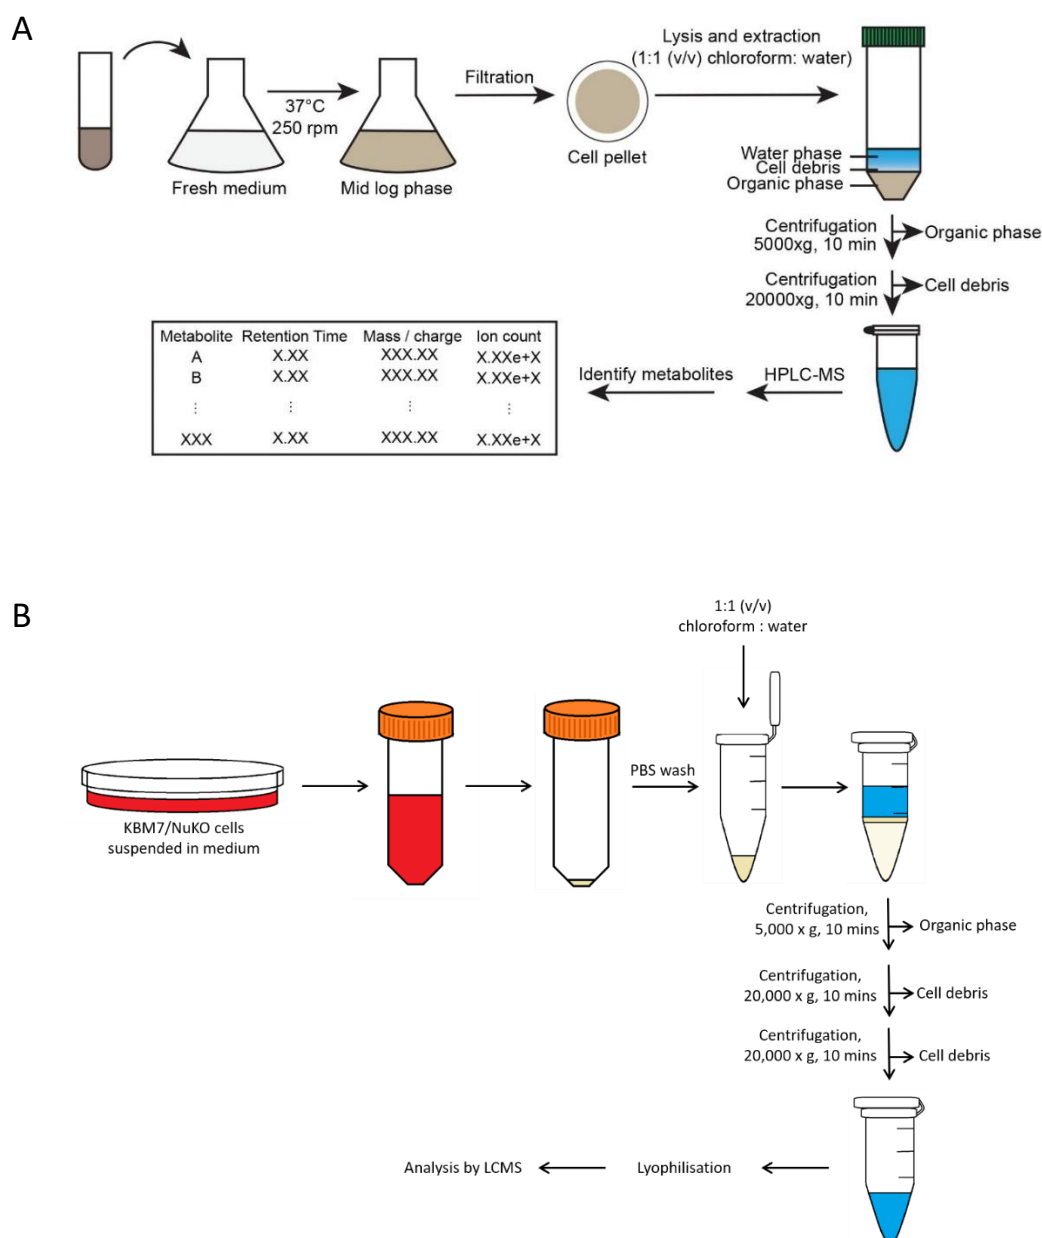 A
Lysis and extraction
(1:1 (v/v) chloroform: water)
Filtration
37°C
250 rpm
Fresh medium
Mid log phase
Cell pellet
Water phase
Cell debris
Organic phase
Centrifugation
5000xg, 10 min
Organic phase
Centrifugation
20000xg, 10 min
Cell debris
HPLC-MS
Identify metabolites
Metabolite Retention Time Mass / charge Ion count
A X.XX XXX.XX X.XXe+X
B X.XX XXX.XX X.XXe+X
⋮ ⋮ ⋮ ⋮
XXX X.XX XXX.XX X.XXe+X
B
1:1 (v/v)
chloroform : water
PBS wash
KBM7/NuKO cells
suspended in medium
Centrifugation,
5,000 x g, 10 mins
Organic phase
Centrifugation,
20,000 x g, 10 mins
Cell debris
Centrifugation,
20,000 x g, 10 mins
Cell debris
Analysis by LCMS
Lyophilisation